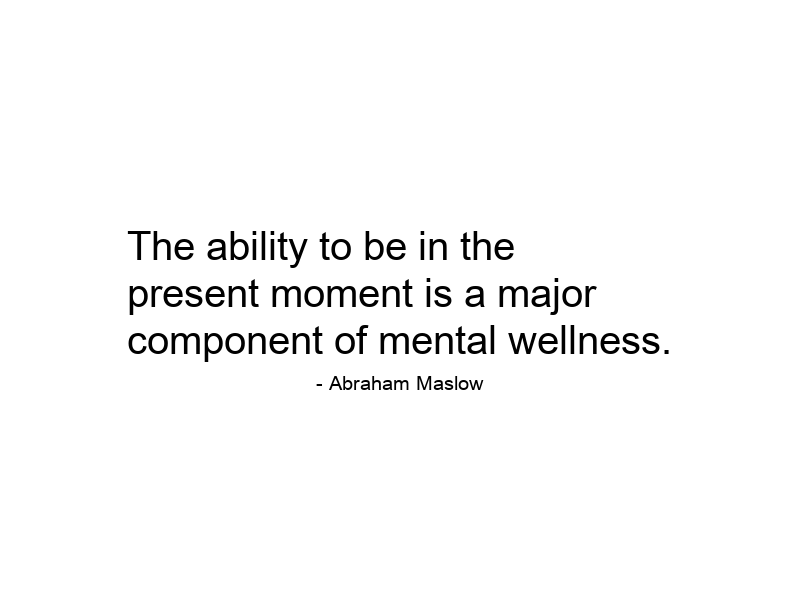 The ability to be in the
present moment is a major
component of mental wellness.
- Abraham Maslow